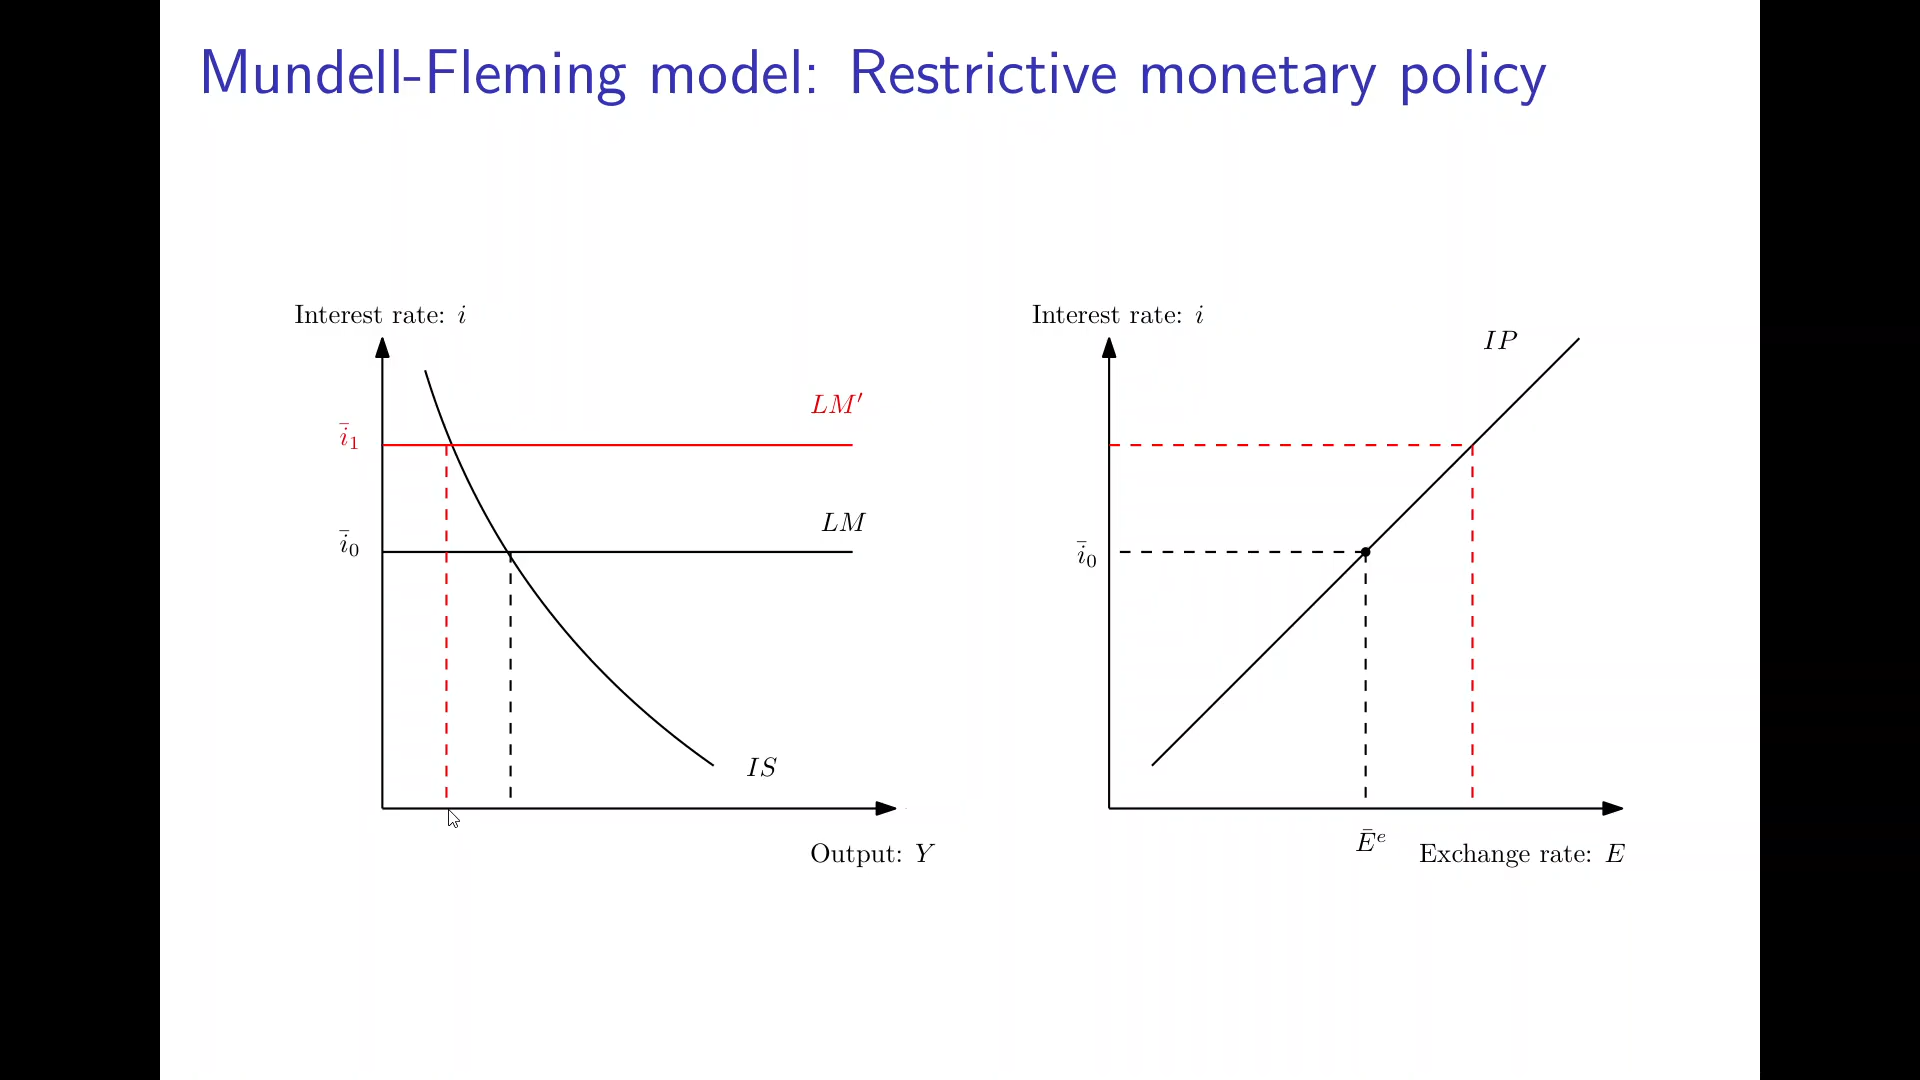 Mundell-Fleming model: Restrictive monetary policy
Interest rate: i
LM′
ī₁
LM
ī₀
IS
Output: Y
Interest rate: i
IP
ī₀
Ēᵉ
Exchange rate: E